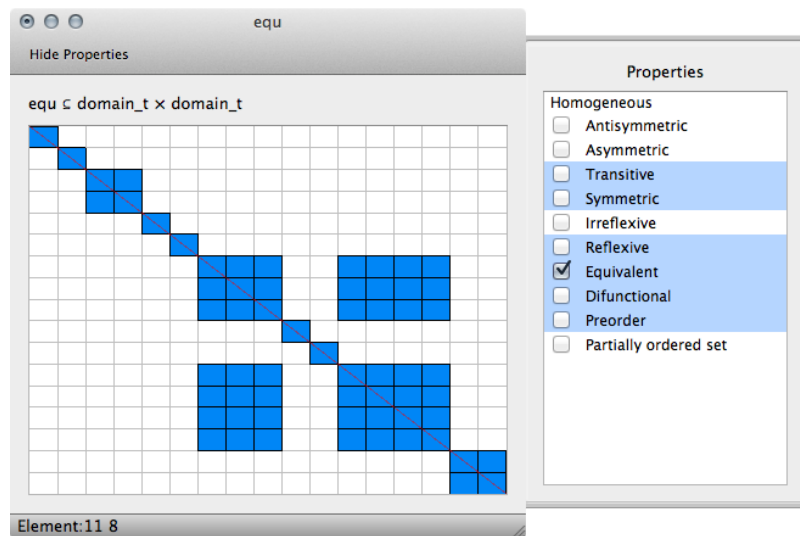 equ
Hide Properties
equ ⊆ domain_t × domain_t
Element:11 8
Properties
Homogeneous
Antisymmetric
Asymmetric
Transitive
Symmetric
Irreflexive
Reflexive
Equivalent
Difunctional
Preorder
Partially ordered set